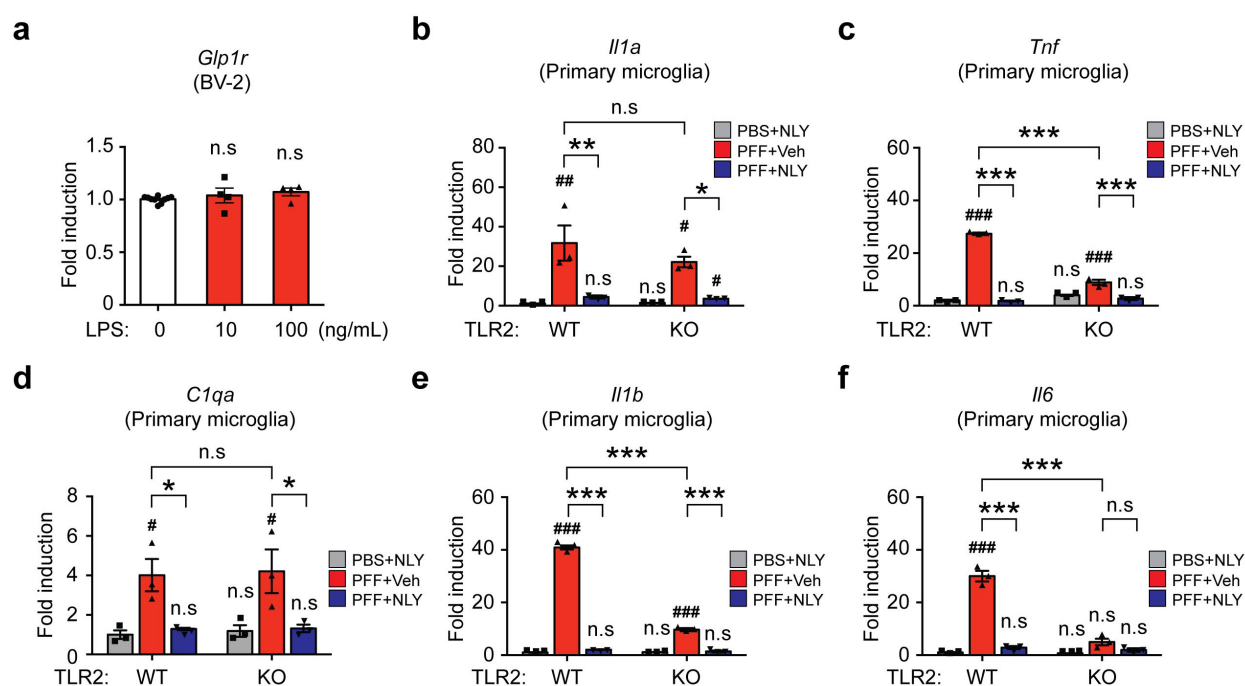 a
Glp1r
(BV-2)
Fold induction
1.5
1.0
0.5
0
n.s
n.s
LPS: 0 10 100 (ng/mL)
b
Il1a
(Primary microglia)
n.s
Fold induction
80
60
40
20
0
**
*
##
#
n.s
n.s
#
PBS+NLY
PFF+Veh
PFF+NLY
TLR2: WT KO
c
Tnf
(Primary microglia)
***
Fold induction
60
40
20
0
***
***
###
###
n.s
n.s
n.s
PBS+NLY
PFF+Veh
PFF+NLY
TLR2: WT KO
d
C1qa
(Primary microglia)
n.s
Fold induction
8
6
4
2
0
*
*
#
#
n.s
n.s
n.s
PBS+NLY
PFF+Veh
PFF+NLY
TLR2: WT KO
e
Il1b
(Primary microglia)
***
Fold induction
60
40
20
0
***
***
###
###
n.s
n.s
n.s
PBS+NLY
PFF+Veh
PFF+NLY
TLR2: WT KO
f
Il6
(Primary microglia)
***
Fold induction
60
40
20
0
***
n.s
###
n.s
n.s
n.s
n.s
PBS+NLY
PFF+Veh
PFF+NLY
TLR2: WT KO